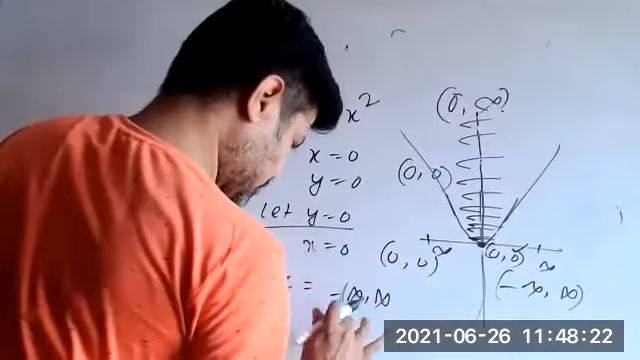 x²
x = 0
y = 0
let y = 0
x = 0
= -∞, ∞
(0, ∞)
(0, 0)
(0, 0)
(0, 0)
(-∞, ∞)
2021-06-26 11:48:22